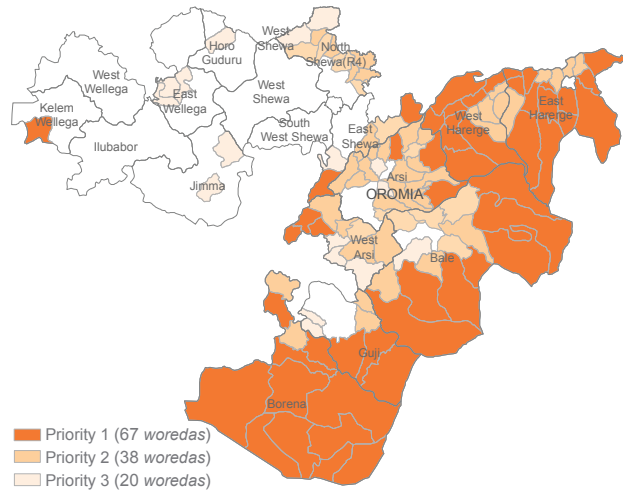 West
Shewa
North
Shewa(R4)
Horo
Guduru
West
Wellega
East
Wellega
West
Shewa
Kelem
Wellega
Ilubabor
South
West Shewa
East
Shewa
West
Harerge
East
Harerge
Jimma
Arsi
OROMIA
West
Arsi
Bale
Guji
Borena
Priority 1 (67 woredas)
Priority 2 (38 woredas)
Priority 3 (20 woredas)